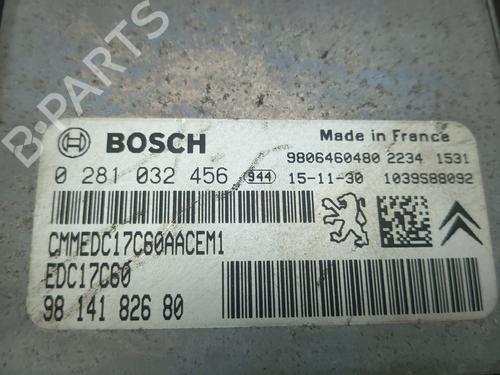 B-PARTS
BOSCH
Made in France
9806460480 2234 1531
0 281 032 456 944 15-11-30 1039S88092
CMMEDC17C60AACEM1
EDC17C60
98 141 826 80